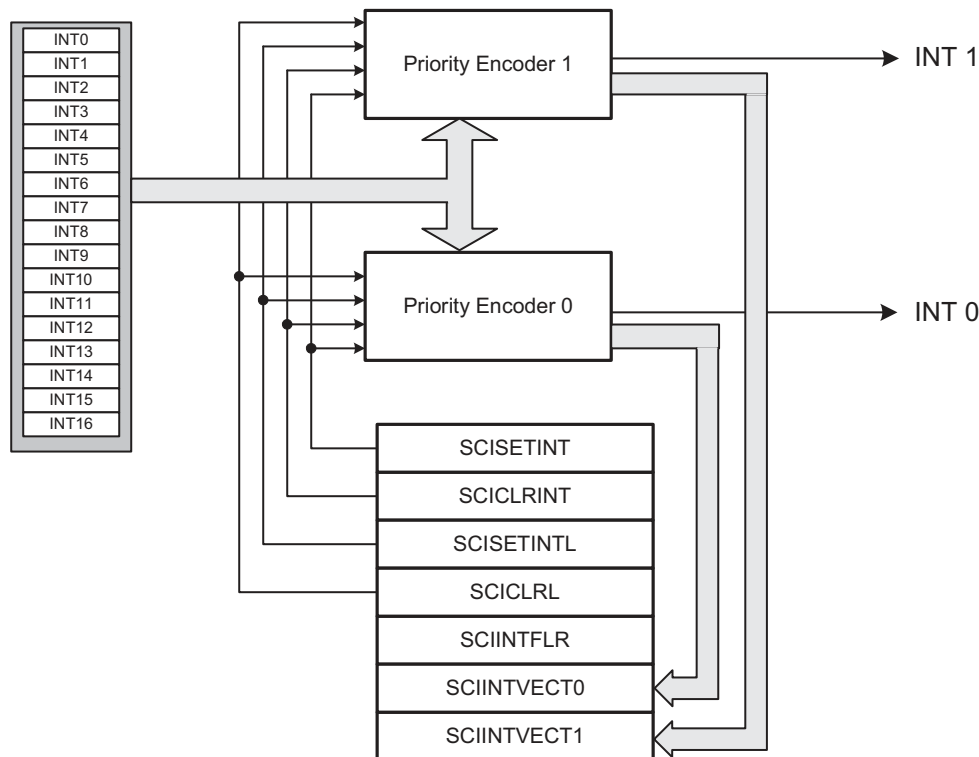 INT0
INT1
INT2
INT3
INT4
INT5
INT6
INT7
INT8
INT9
INT10
INT11
INT12
INT13
INT14
INT15
INT16
Priority Encoder 1
INT 1
Priority Encoder 0
INT 0
SCISETINT
SCICLRINT
SCISETINTL
SCICLRL
SCIINTFLR
SCIINTVECT0
SCIINTVECT1